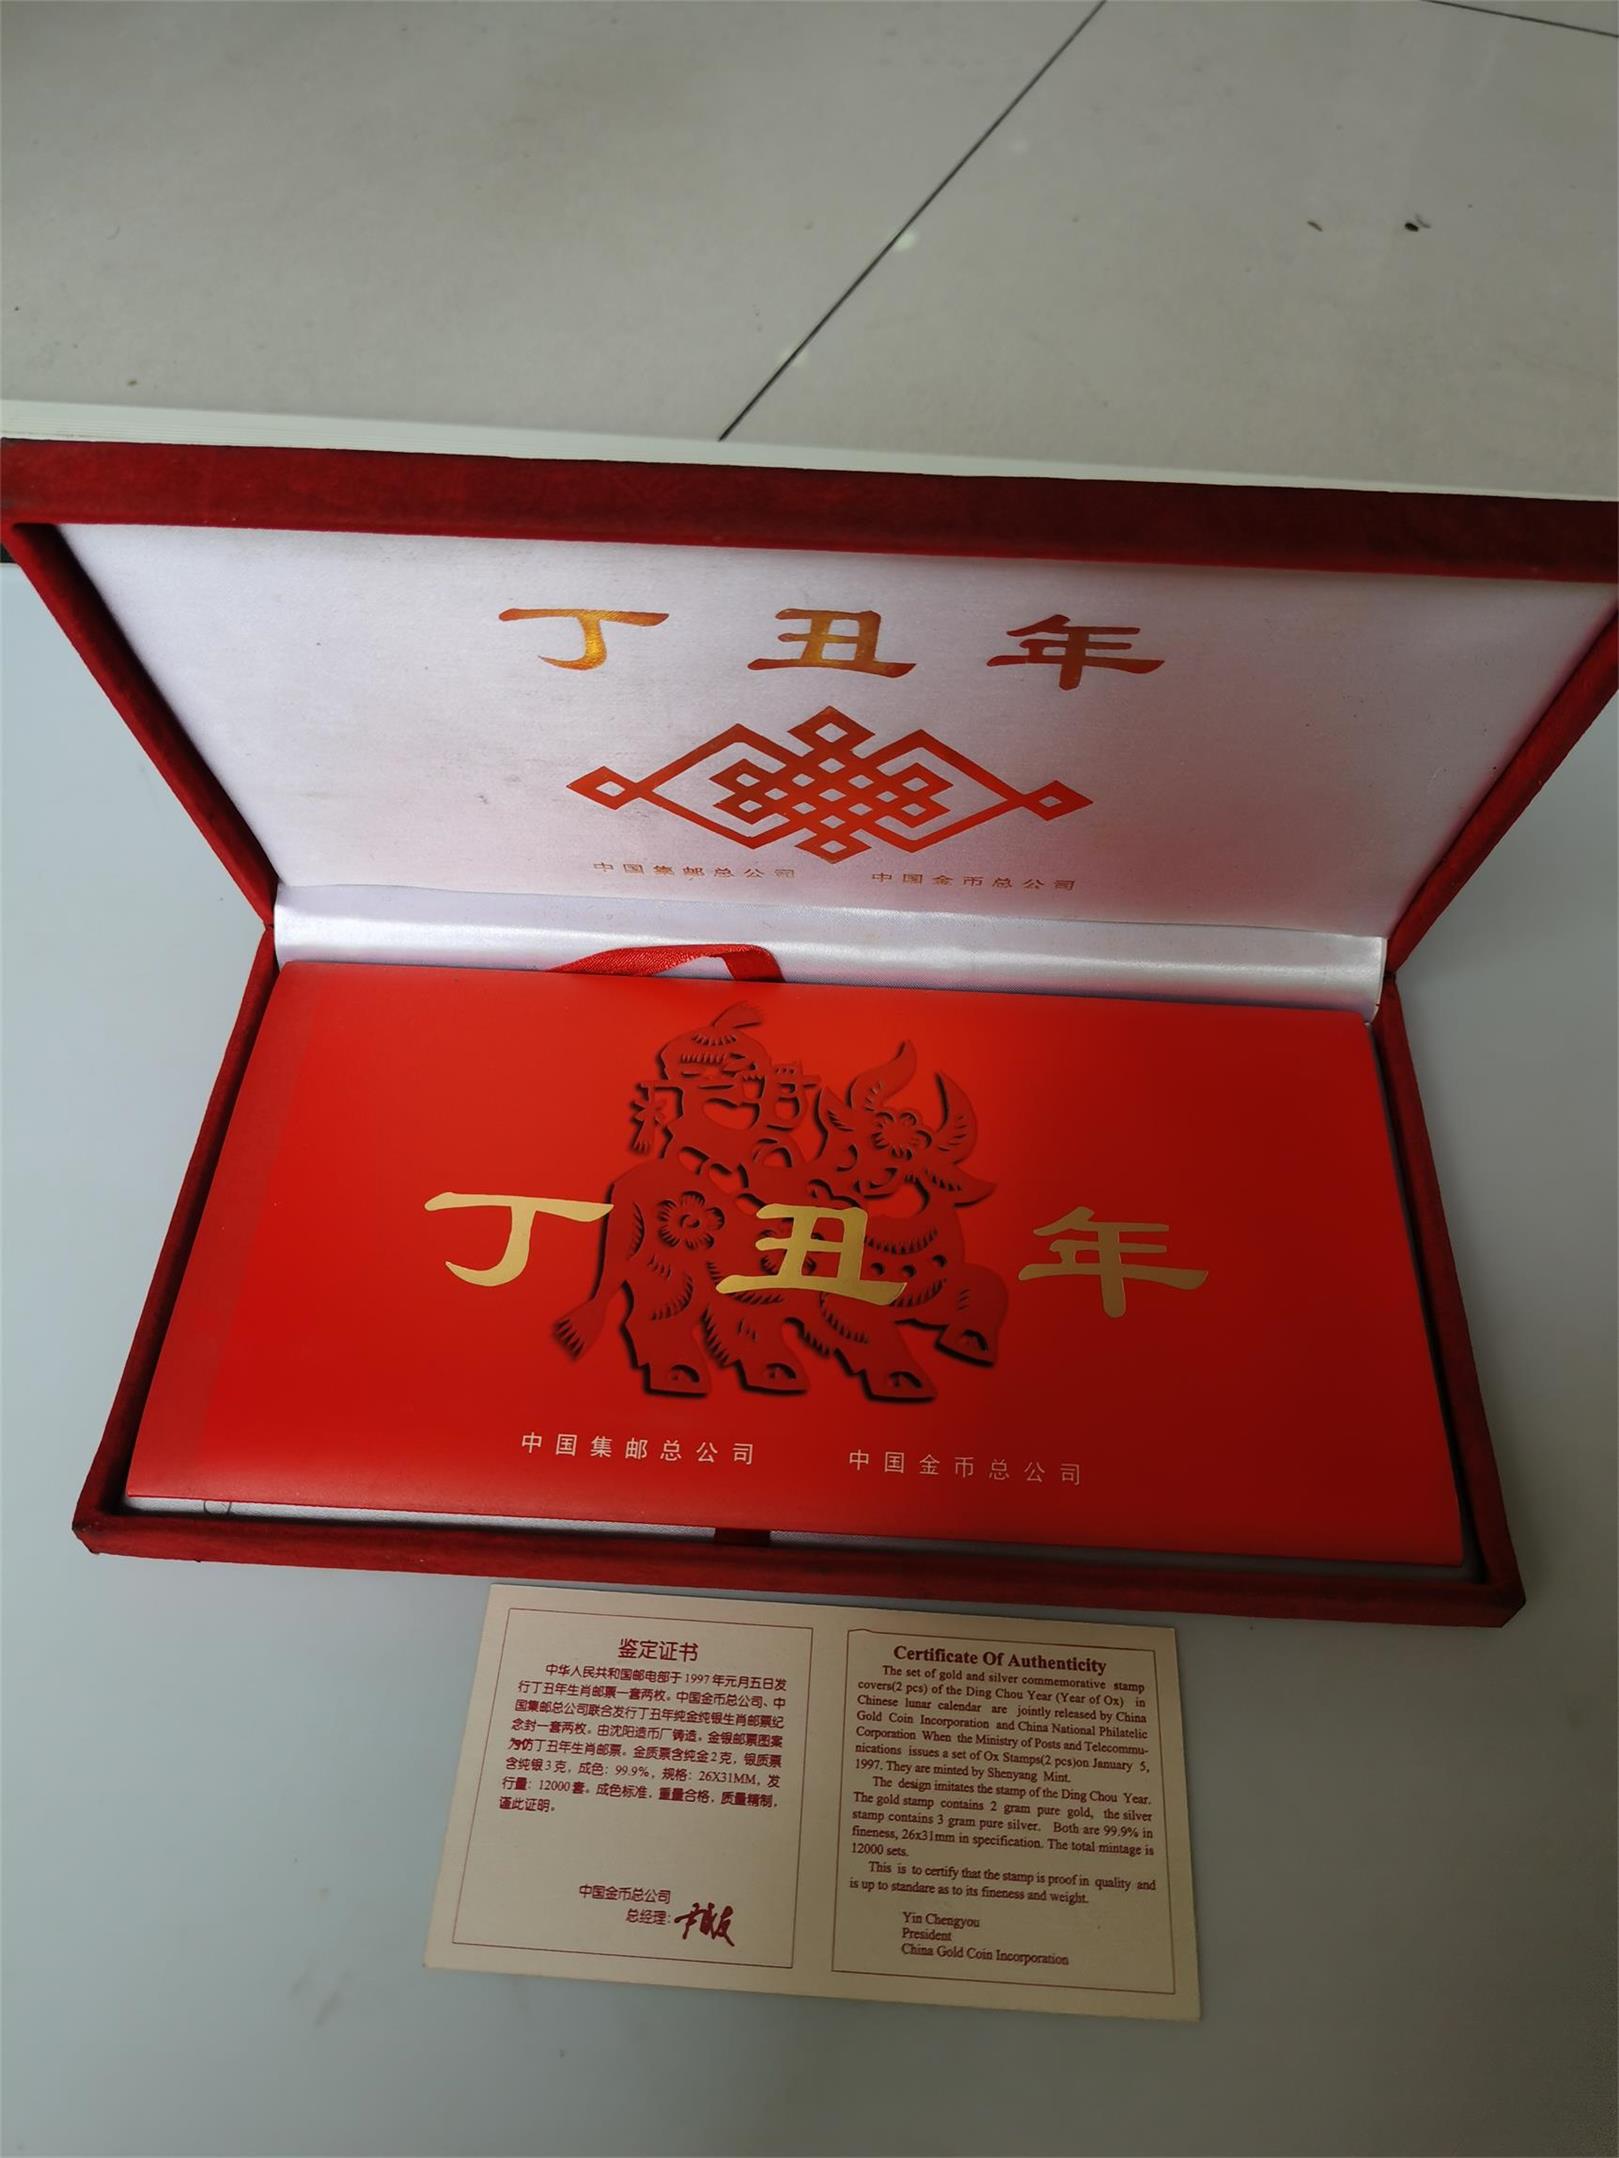 丁丑年
中国集邮总公司 中国金币总公司
丁丑年
中国集邮总公司 中国金币总公司
鉴定证书
中华人民共和国邮电部于1997年元月五日发
行丁丑年生肖邮票一套两枚。中国金币总公司、中
国集邮总公司联合发行丁丑年纯金纯银生肖邮票纪
念封一套两枚。由沈阳造币厂铸造。金银邮票图案
为仿丁丑年生肖邮票。金质票含纯金2克，银质票
含纯银3克，成色：99.9%，规格：26X31MM，发
行量：12000套。成色标准，重量合格，质量精制，
谨此证明。
中国金币总公司
总经理：尹成友
Certificate Of Authenticity
The set of gold and silver commemorative stamp
covers(2 pcs) of the Ding Chou Year (Year of Ox) in
Chinese lunar calendar are jointly released by China
Gold Coin Incorporation and China National Philatelic
Corporation When the Ministry of Posts and Telecommu-
nications issues a set of Ox Stamps(2 pcs)on January 5,
1997. They are minted by Shenyang Mint.
The design imitates the stamp of the Ding Chou Year.
The gold stamp contains 2 gram pure gold, the silver
stamp contains 3 gram pure silver. Both are 99.9% in
fineness, 26x31mm in specification. The total mintage is
12000 sets.
This is to certify that the stamp is proof in quality and
is up to standare as to its fineness and weight.
Yin Chengyou
President
China Gold Coin Incorporation